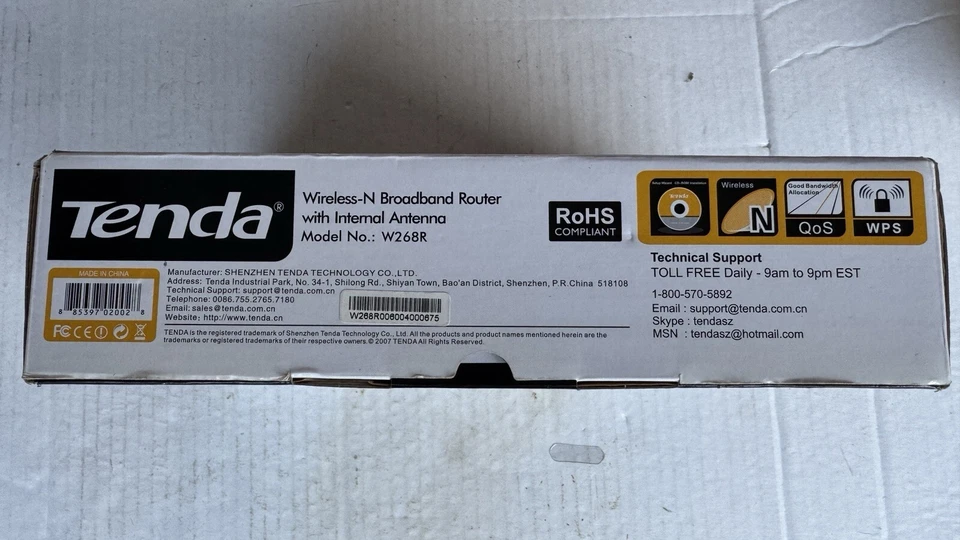 Tenda®
Wireless-N Broadband Router
with Internal Antenna
Model No.: W268R
RoHS
COMPLIANT
Tenda
Wireless
N
Good Bandwidth
Allocation
QoS
WPS
MADE IN CHINA
8 85397 02002 8
FC CE
Manufacturer: SHENZHEN TENDA TECHNOLOGY CO.,LTD.
Address: Tenda Industrial Park, No. 34-1, Shilong Rd., Shiyan Town, Bao'an District, Shenzhen, P.R.China 518108
Technical Support: support@tenda.com.cn
Telephone: 0086.755.2765.7180
Email: sales@tenda.com.cn
Website: http://www.tenda.cn
W268R006004000675
TENDA is the registered trademark of Shenzhen Tenda Technology Co., Ltd. All the products and product names mentioned herein are the
trademarks or registered trademarks of their respective owners.© 2007 TENDA All Rights Reserved.
Technical Support
TOLL FREE Daily - 9am to 9pm EST
1-800-570-5892
Email : support@tenda.com.cn
Skype : tendasz
MSN : tendasz@hotmail.com